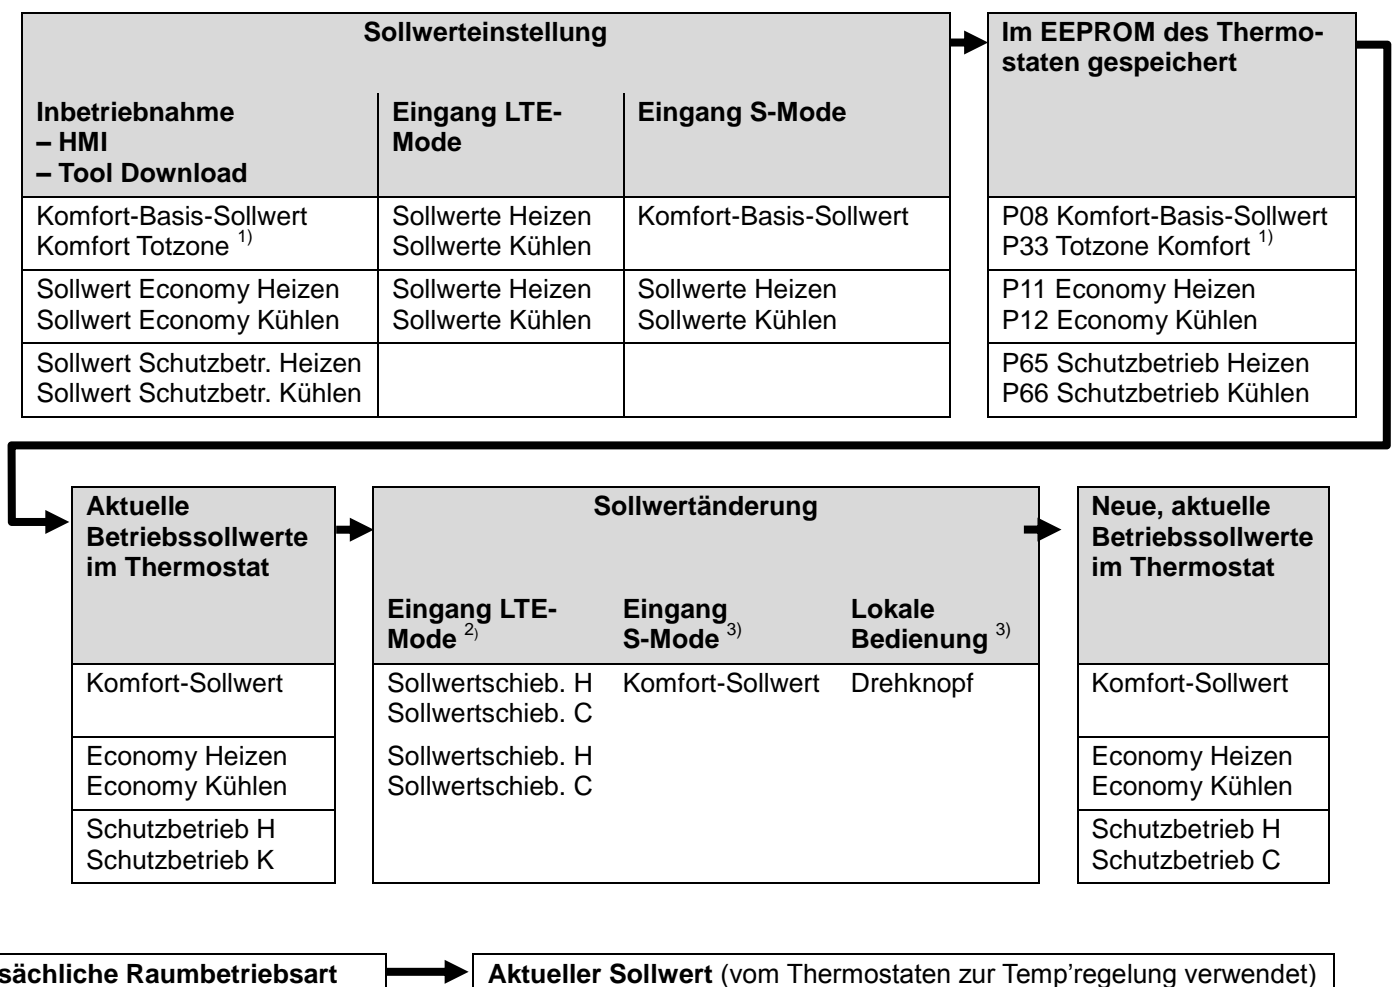 Sollwerteinstellung
Inbetriebnahme
– HMI
– Tool Download
Eingang LTE-
Mode
Eingang S-Mode
Komfort-Basis-Sollwert
Komfort Totzone 1)
Sollwerte Heizen
Sollwerte Kühlen
Komfort-Basis-Sollwert
Sollwert Economy Heizen
Sollwert Economy Kühlen
Sollwerte Heizen
Sollwerte Kühlen
Sollwerte Heizen
Sollwerte Kühlen
Sollwert Schutzbetr. Heizen
Sollwert Schutzbetr. Kühlen
Im EEPROM des Thermo-
staten gespeichert
P08 Komfort-Basis-Sollwert
P33 Totzone Komfort 1)
P11 Economy Heizen
P12 Economy Kühlen
P65 Schutzbetrieb Heizen
P66 Schutzbetrieb Kühlen
Aktuelle
Betriebssollwerte
im Thermostat
Komfort-Sollwert
Economy Heizen
Economy Kühlen
Schutzbetrieb H
Schutzbetrieb K
Sollwertänderung
Eingang LTE-
Mode 2)
Eingang
S-Mode 3)
Lokale
Bedienung 3)
Sollwertschieb. H
Sollwertschieb. C
Komfort-Sollwert
Drehknopf
Sollwertschieb. H
Sollwertschieb. C
Neue, aktuelle
Betriebssollwerte
im Thermostat
Komfort-Sollwert
Economy Heizen
Economy Kühlen
Schutzbetrieb H
Schutzbetrieb C
sächliche Raumbetriebsart
Aktueller Sollwert (vom Thermostaten zur Temp'regelung verwendet)